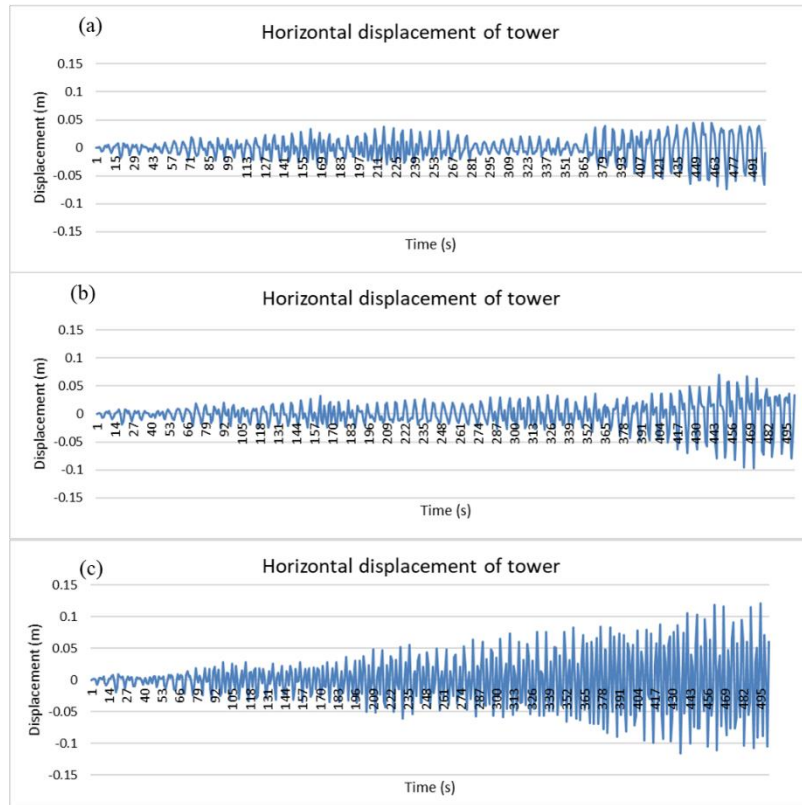 (a)
Horizontal displacement of tower
0.15
0.1
0.05
0
-0.05
-0.1
-0.15
Displacement (m)
1 15 29 43 57 71 85 99 113 127 141 155 169 183 197 211 225 239 253 267 281 295 309 323 337 351 365 379 393 407 421 435 449 463 477 491
Time (s)
(b)
Horizontal displacement of tower
0.15
0.1
0.05
0
-0.05
-0.1
-0.15
Displacement (m)
1 14 27 40 53 66 79 92 105 118 131 144 157 170 183 196 209 222 235 248 261 274 287 300 313 326 339 352 365 378 391 404 417 430 443 456 469 482 495
Time (s)
(c)
Horizontal displacement of tower
0.15
0.1
0.05
0
-0.05
-0.1
-0.15
Displacement (m)
1 14 27 40 53 66 79 92 105 118 131 144 157 170 183 196 209 222 235 248 261 274 287 300 313 326 339 352 365 378 391 404 417 430 443 456 469 482 495
Time (s)